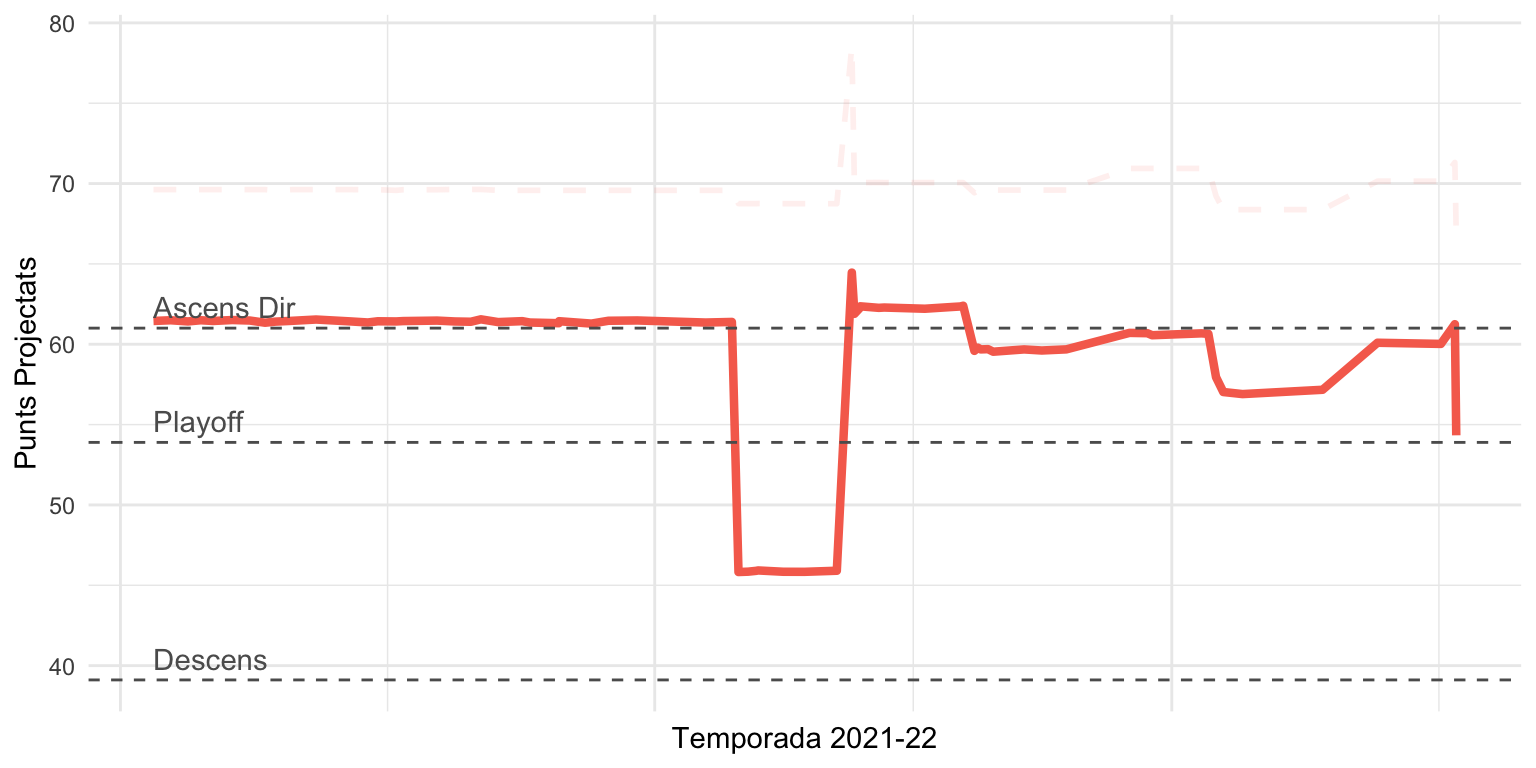 80
70
60
50
40
Punts Projectats
Ascens Dir
Playoff
Descens
Temporada 2021-22